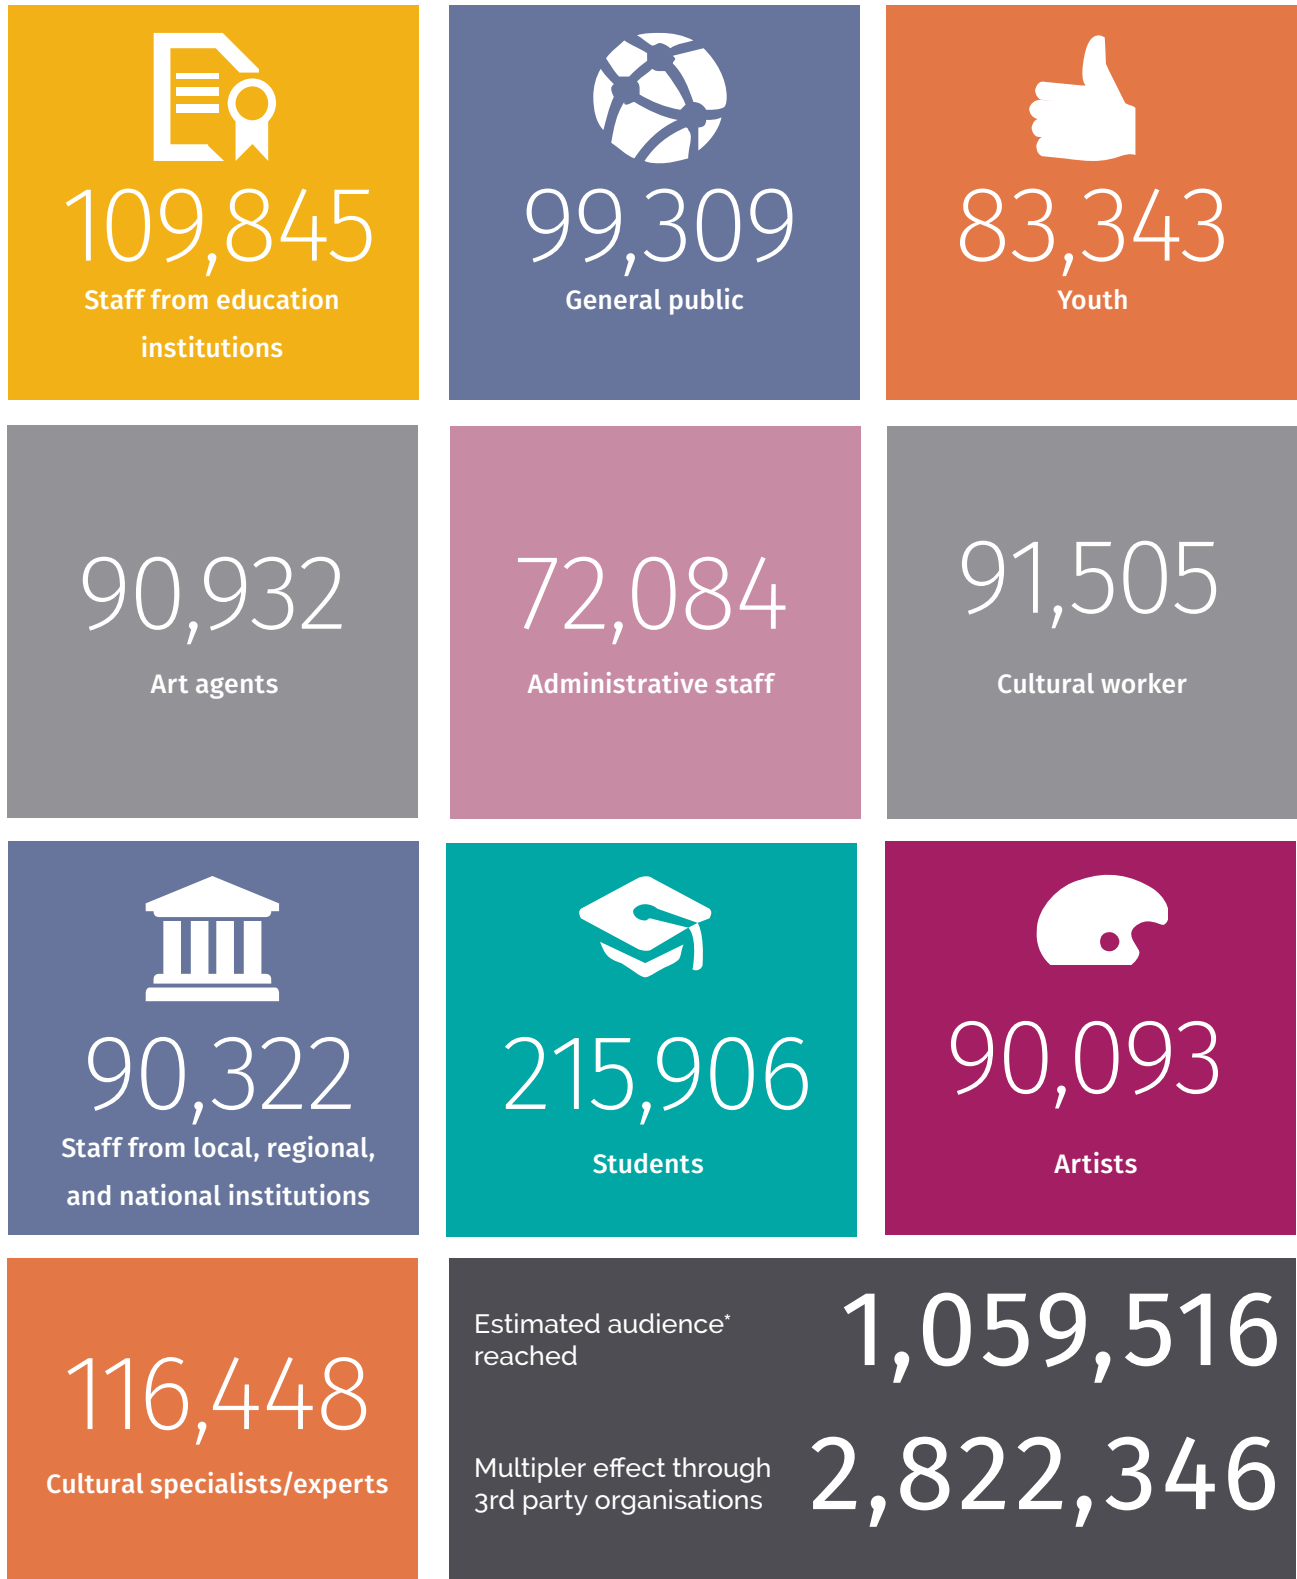 109,845
Staff from education
institutions
99,309
General public
83,343
Youth
90,932
Art agents
72,084
Administrative staff
91,505
Cultural worker
90,322
Staff from local, regional,
and national institutions
215,906
Students
90,093
Artists
116,448
Cultural specialists/experts
Estimated audience*
reached
1,059,516
Multipler effect through
3rd party organisations
2,822,346